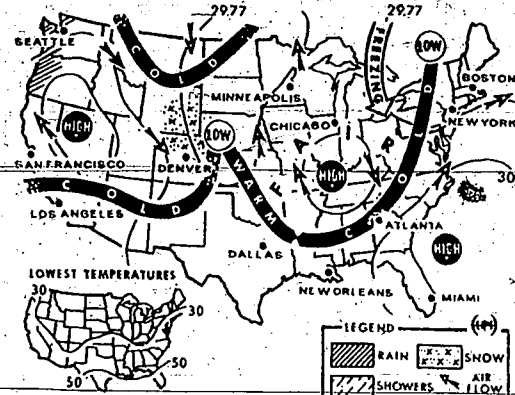 29.77
29.77
SEATTLE
COLD
FREEZING
LOW
BOSTON
MINNEAPOLIS
NEW YORK
CHICAGO
HIGH
LOW
FAIR
COLD
SAN FRANCISCO
DENVER
HIGH
30
WARM
COLD
LOS ANGELES
ATLANTA
HIGH
DALLAS
LOWEST TEMPERATURES
NEW ORLEANS
MIAMI
30
30
50
50
LEGEND
(UPI)
RAIN
SNOW
SHOWERS
AIR FLOW